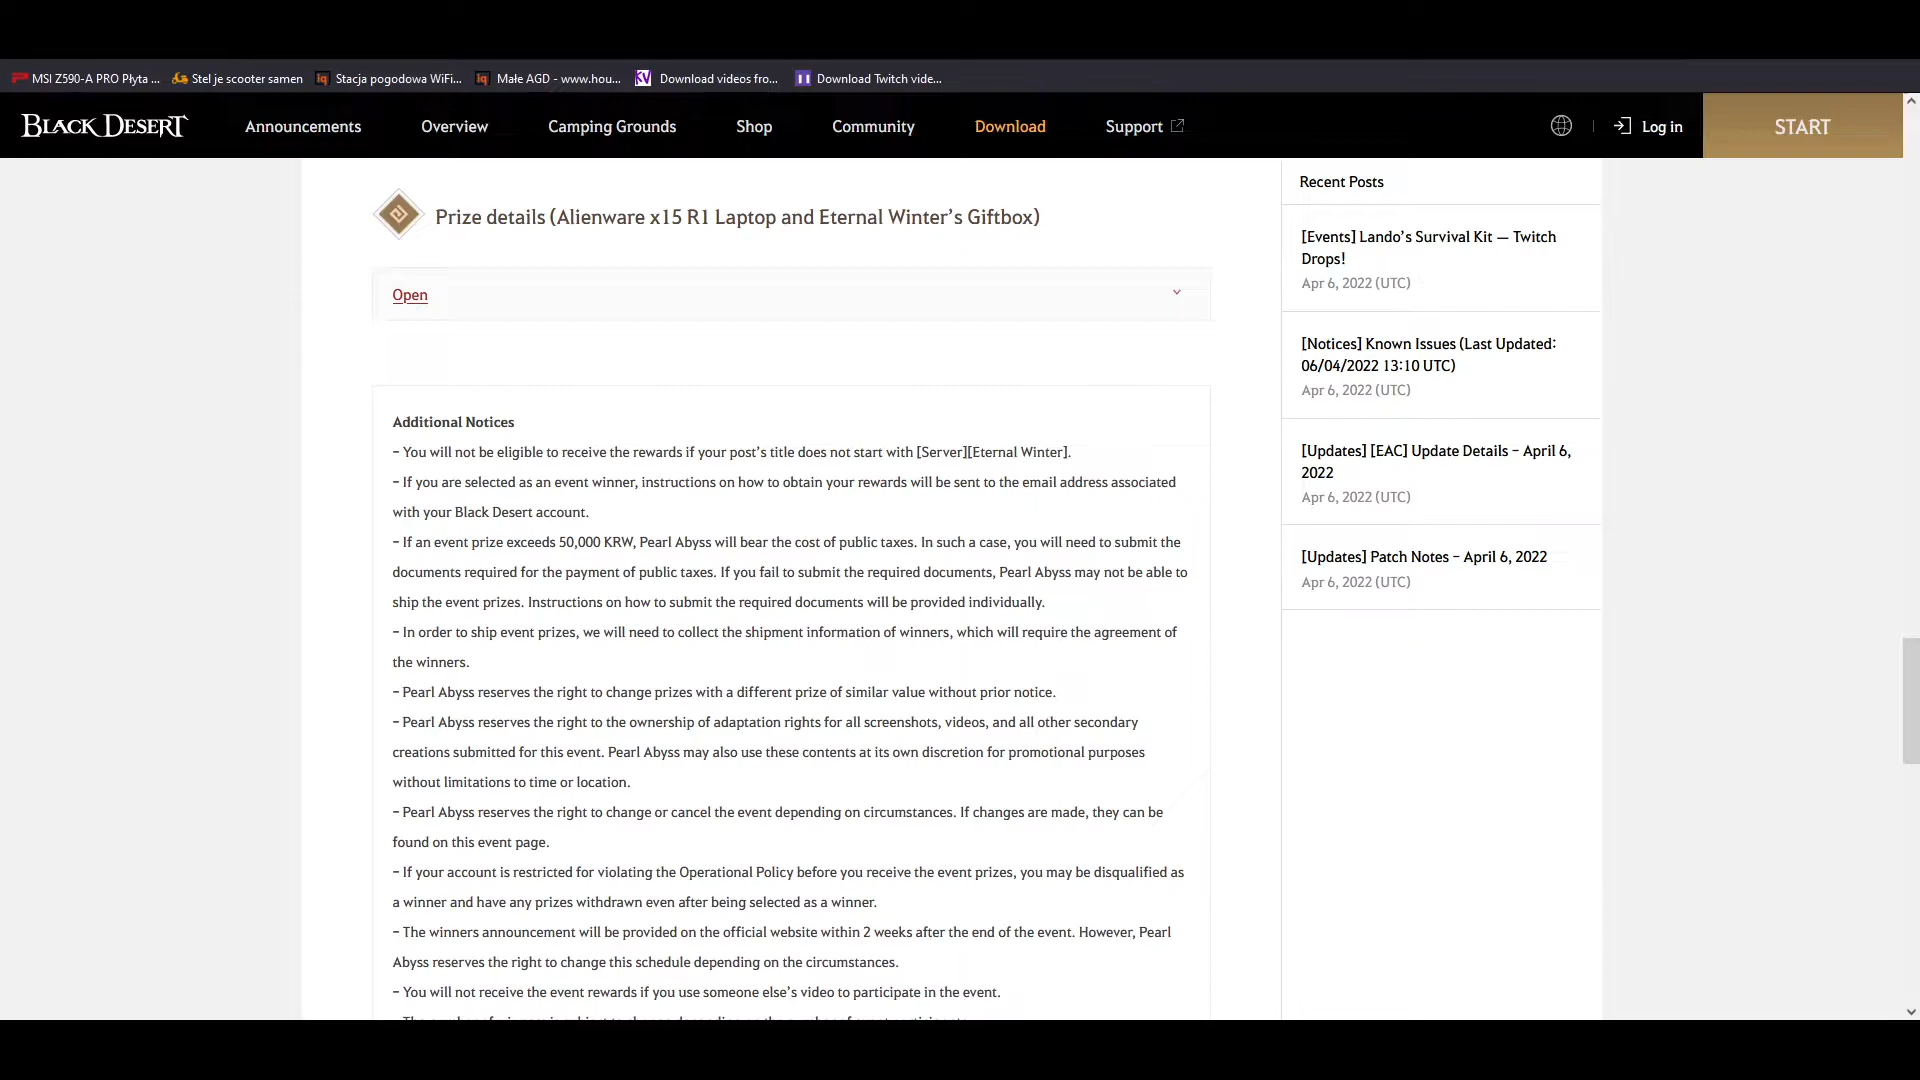 MSI Z590-A PRO Płyta ...
Stel je scooter samen
Stacja pogodowa WiFi...
Małe AGD - www.hou...
Download videos fro...
Download Twitch vide...
BLACK DESERT
Announcements
Overview
Camping Grounds
Shop
Community
Download
Support
Log in
START
Prize details (Alienware x15 R1 Laptop and Eternal Winter's Giftbox)
Open
Additional Notices
- You will not be eligible to receive the rewards if your post's title does not start with [Server][Eternal Winter].
- If you are selected as an event winner, instructions on how to obtain your rewards will be sent to the email address associated
with your Black Desert account.
- If an event prize exceeds 50,000 KRW, Pearl Abyss will bear the cost of public taxes. In such a case, you will need to submit the
documents required for the payment of public taxes. If you fail to submit the required documents, Pearl Abyss may not be able to
ship the event prizes. Instructions on how to submit the required documents will be provided individually.
- In order to ship event prizes, we will need to collect the shipment information of winners, which will require the agreement of
the winners.
- Pearl Abyss reserves the right to change prizes with a different prize of similar value without prior notice.
- Pearl Abyss reserves the right to the ownership of adaptation rights for all screenshots, videos, and all other secondary
creations submitted for this event. Pearl Abyss may also use these contents at its own discretion for promotional purposes
without limitations to time or location.
- Pearl Abyss reserves the right to change or cancel the event depending on circumstances. If changes are made, they can be
found on this event page.
- If your account is restricted for violating the Operational Policy before you receive the event prizes, you may be disqualified as
a winner and have any prizes withdrawn even after being selected as a winner.
- The winners announcement will be provided on the official website within 2 weeks after the end of the event. However, Pearl
Abyss reserves the right to change this schedule depending on the circumstances.
- You will not receive the event rewards if you use someone else's video to participate in the event.
Recent Posts
[Events] Lando's Survival Kit — Twitch
Drops!
Apr 6, 2022 (UTC)
[Notices] Known Issues (Last Updated:
06/04/2022 13:10 UTC)
Apr 6, 2022 (UTC)
[Updates] [EAC] Update Details - April 6,
2022
Apr 6, 2022 (UTC)
[Updates] Patch Notes - April 6, 2022
Apr 6, 2022 (UTC)